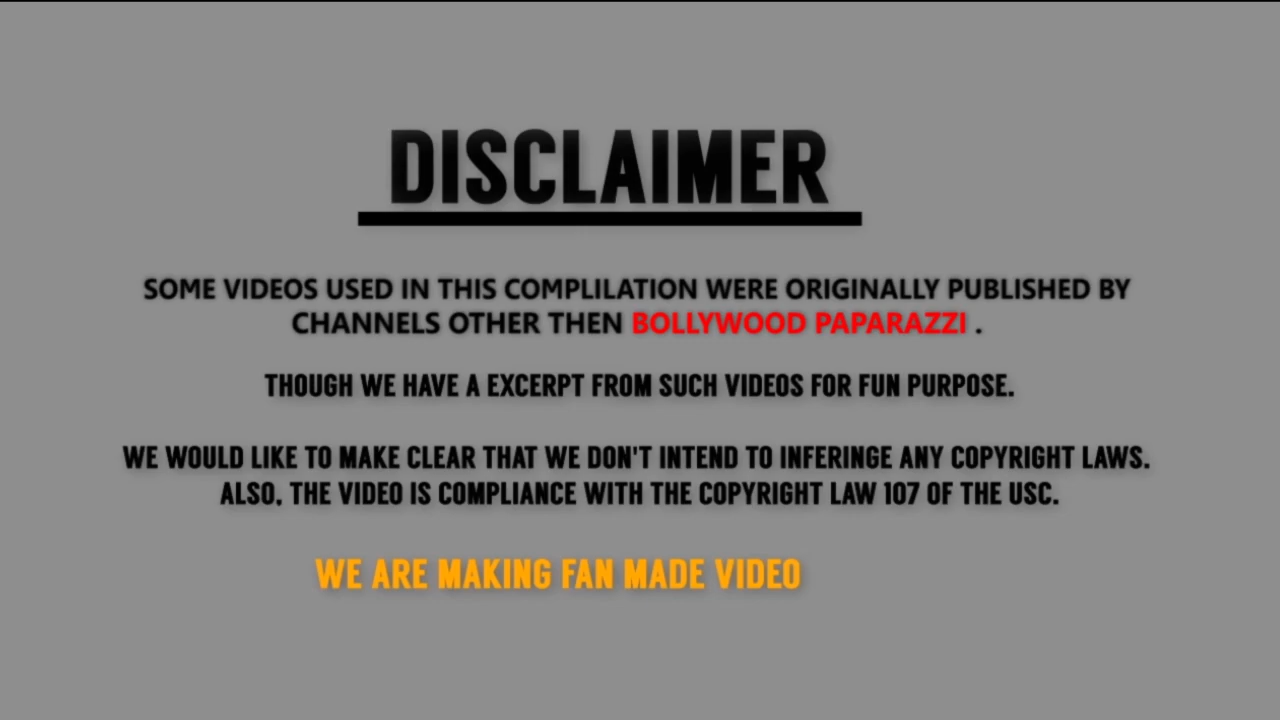 DISCLAIMER
SOME VIDEOS USED IN THIS COMPLILATION WERE ORIGINALLY PUBLISHED BY
CHANNELS OTHER THEN BOLLYWOOD PAPARAZZI .
THOUGH WE HAVE A EXCERPT FROM SUCH VIDEOS FOR FUN PURPOSE.
WE WOULD LIKE TO MAKE CLEAR THAT WE DON'T INTEND TO INFERINGE ANY COPYRIGHT LAWS.
ALSO, THE VIDEO IS COMPLIANCE WITH THE COPYRIGHT LAW 107 OF THE USC.
WE ARE MAKING FAN MADE VIDEO